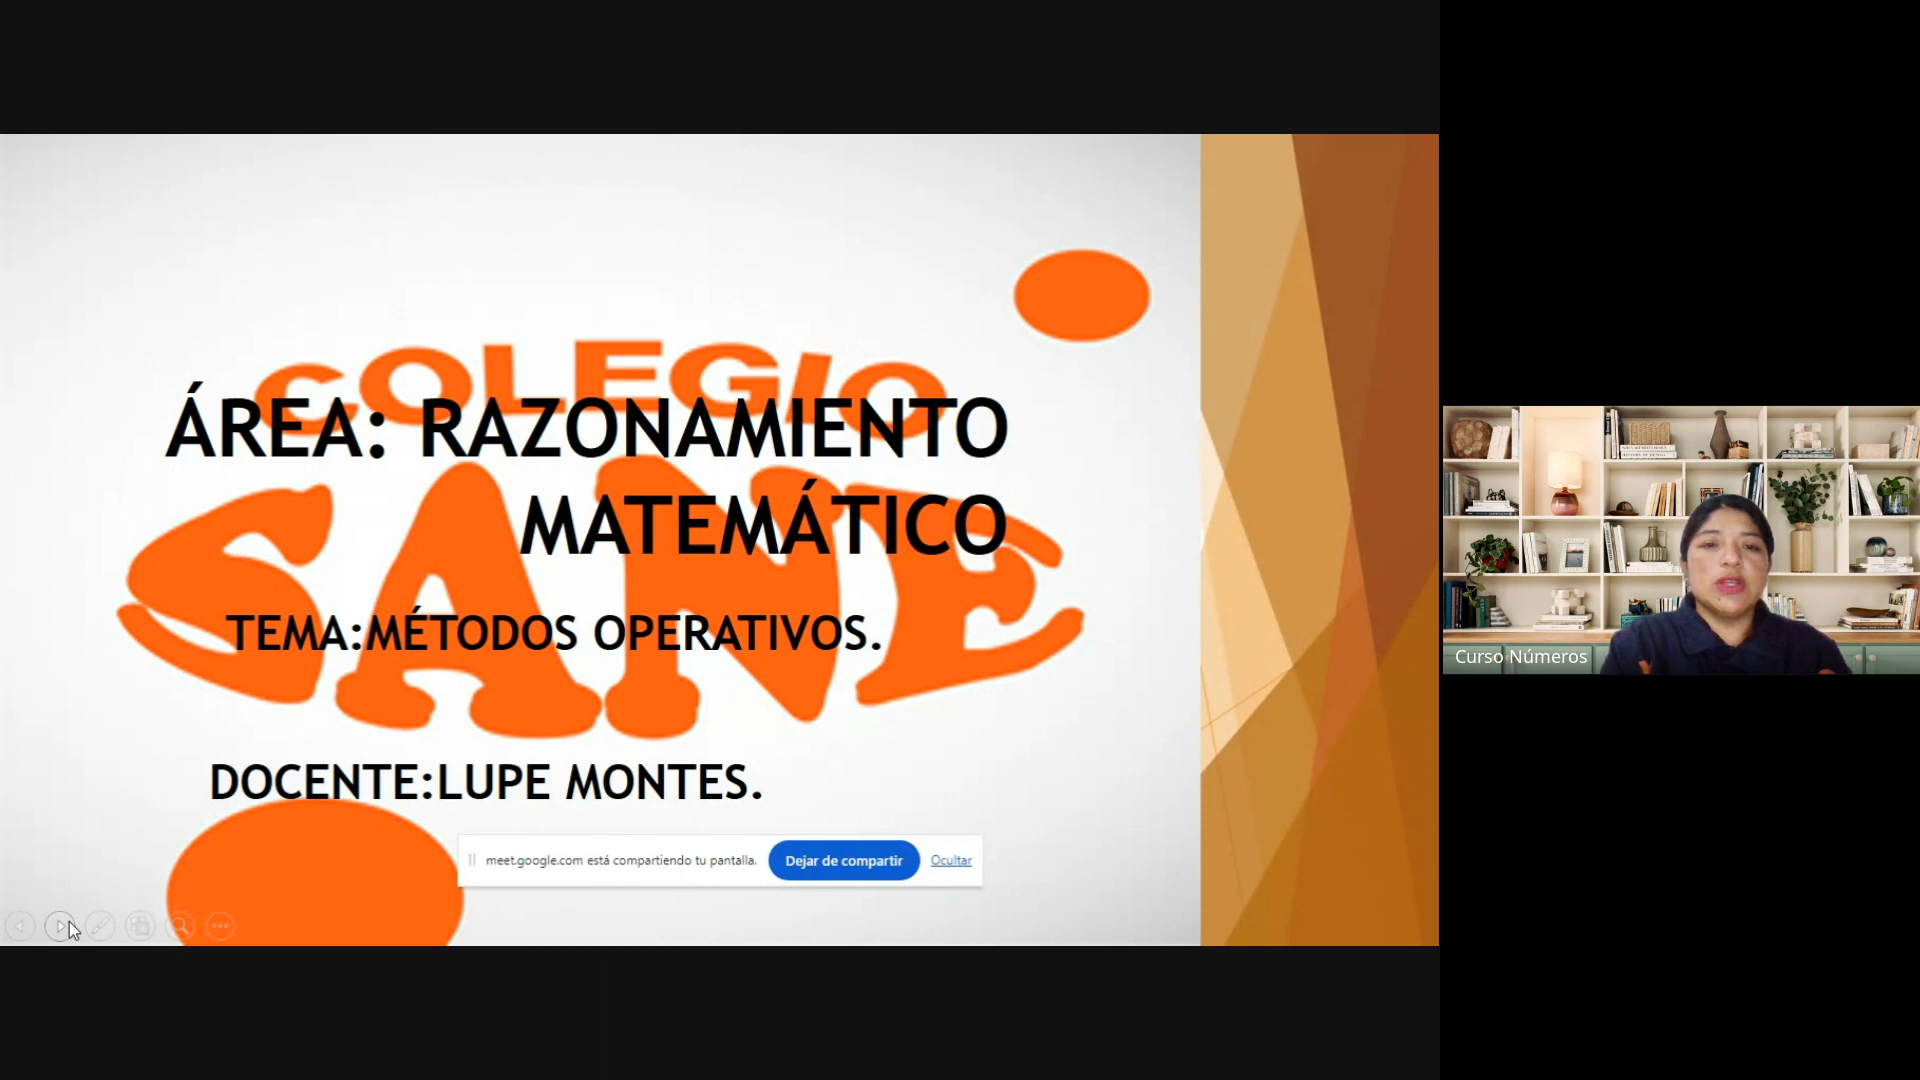 COLEGIO
SANE
ÁREA: RAZONAMIENTO
MATEMÁTICO
TEMA:MÉTODOS OPERATIVOS.
DOCENTE:LUPE MONTES.
meet.google.com está compartiendo tu pantalla. Dejar de compartir Ocultar
Curso Números